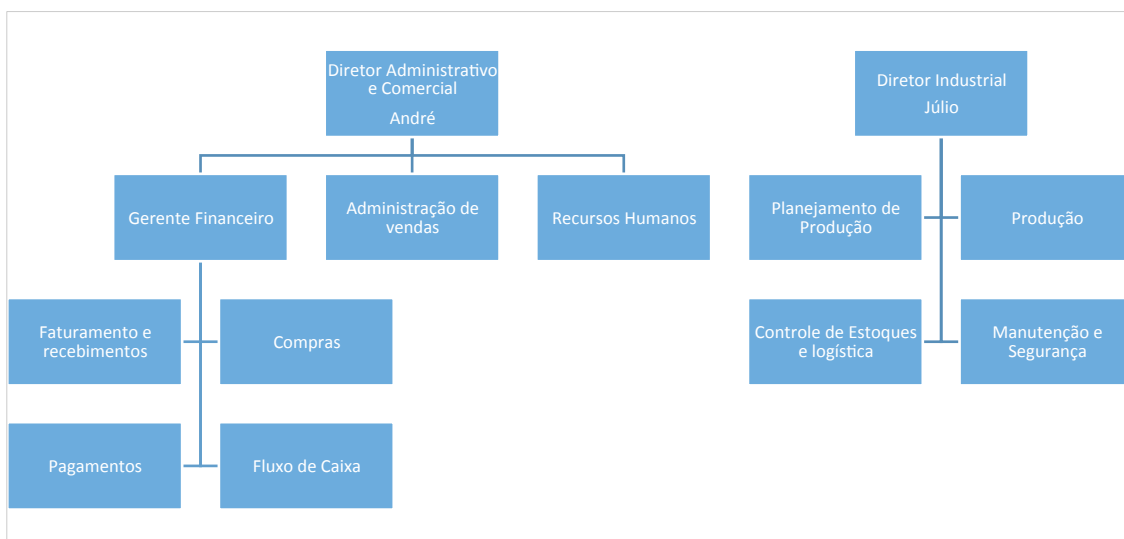 Diretor Administrativo
e Comercial
André
Diretor Industrial
Júlio
Gerente Financeiro
Administração de
vendas
Recursos Humanos
Planejamento de
Produção
Produção
Faturamento e
recebimentos
Compras
Controle de Estoques
e logística
Manutenção e
Segurança
Pagamentos
Fluxo de Caixa